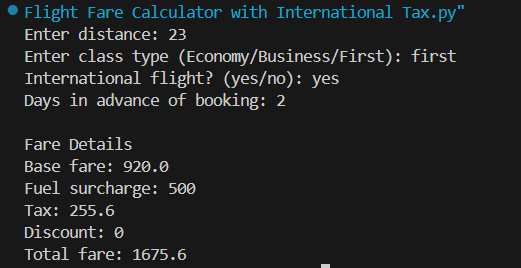 Flight Fare Calculator with International Tax.py"
Enter distance: 23
Enter class type (Economy/Business/First): first
International flight? (yes/no): yes
Days in advance of booking: 2
Fare Details
Base fare: 920.0
Fuel surcharge: 500
Tax: 255.6
Discount: 0
Total fare: 1675.6